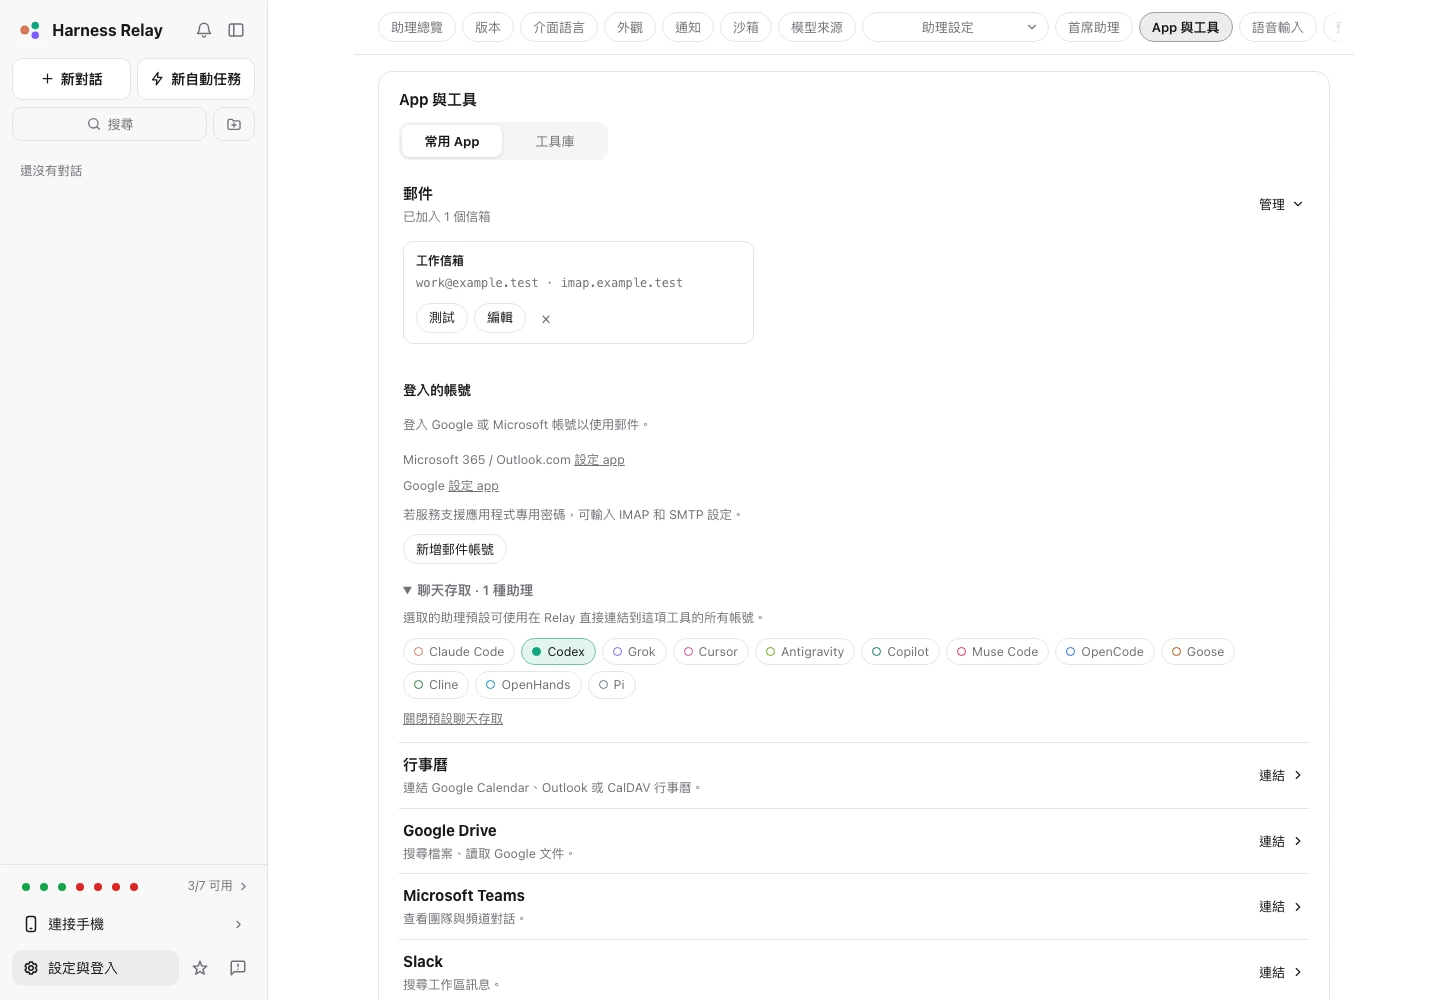 Harness Relay
新對話
新自動任務
搜尋
還沒有對話
3/7 可用
連接手機
設定與登入
助理總覽
版本
介面語言
外觀
通知
沙箱
模型來源
助理設定
首席助理
App 與工具
語音輸入
App 與工具
常用 App
工具庫
郵件
已加入 1 個信箱
管理
工作信箱
work@example.test · imap.example.test
測試
編輯
登入的帳號
登入 Google 或 Microsoft 帳號以使用郵件。
Microsoft 365 / Outlook.com 設定 app
Google 設定 app
若服務支援應用程式專用密碼，可輸入 IMAP 和 SMTP 設定。
新增郵件帳號
聊天存取 · 1 種助理
選取的助理預設可使用在 Relay 直接連結到這項工具的所有帳號。
Claude Code
Codex
Grok
Cursor
Antigravity
Copilot
Muse Code
OpenCode
Goose
Cline
OpenHands
Pi
關閉預設聊天存取
行事曆
連結 Google Calendar、Outlook 或 CalDAV 行事曆。
連結
Google Drive
搜尋檔案、讀取 Google 文件。
連結
Microsoft Teams
查看團隊與頻道對話。
連結
Slack
搜尋工作區訊息。
連結